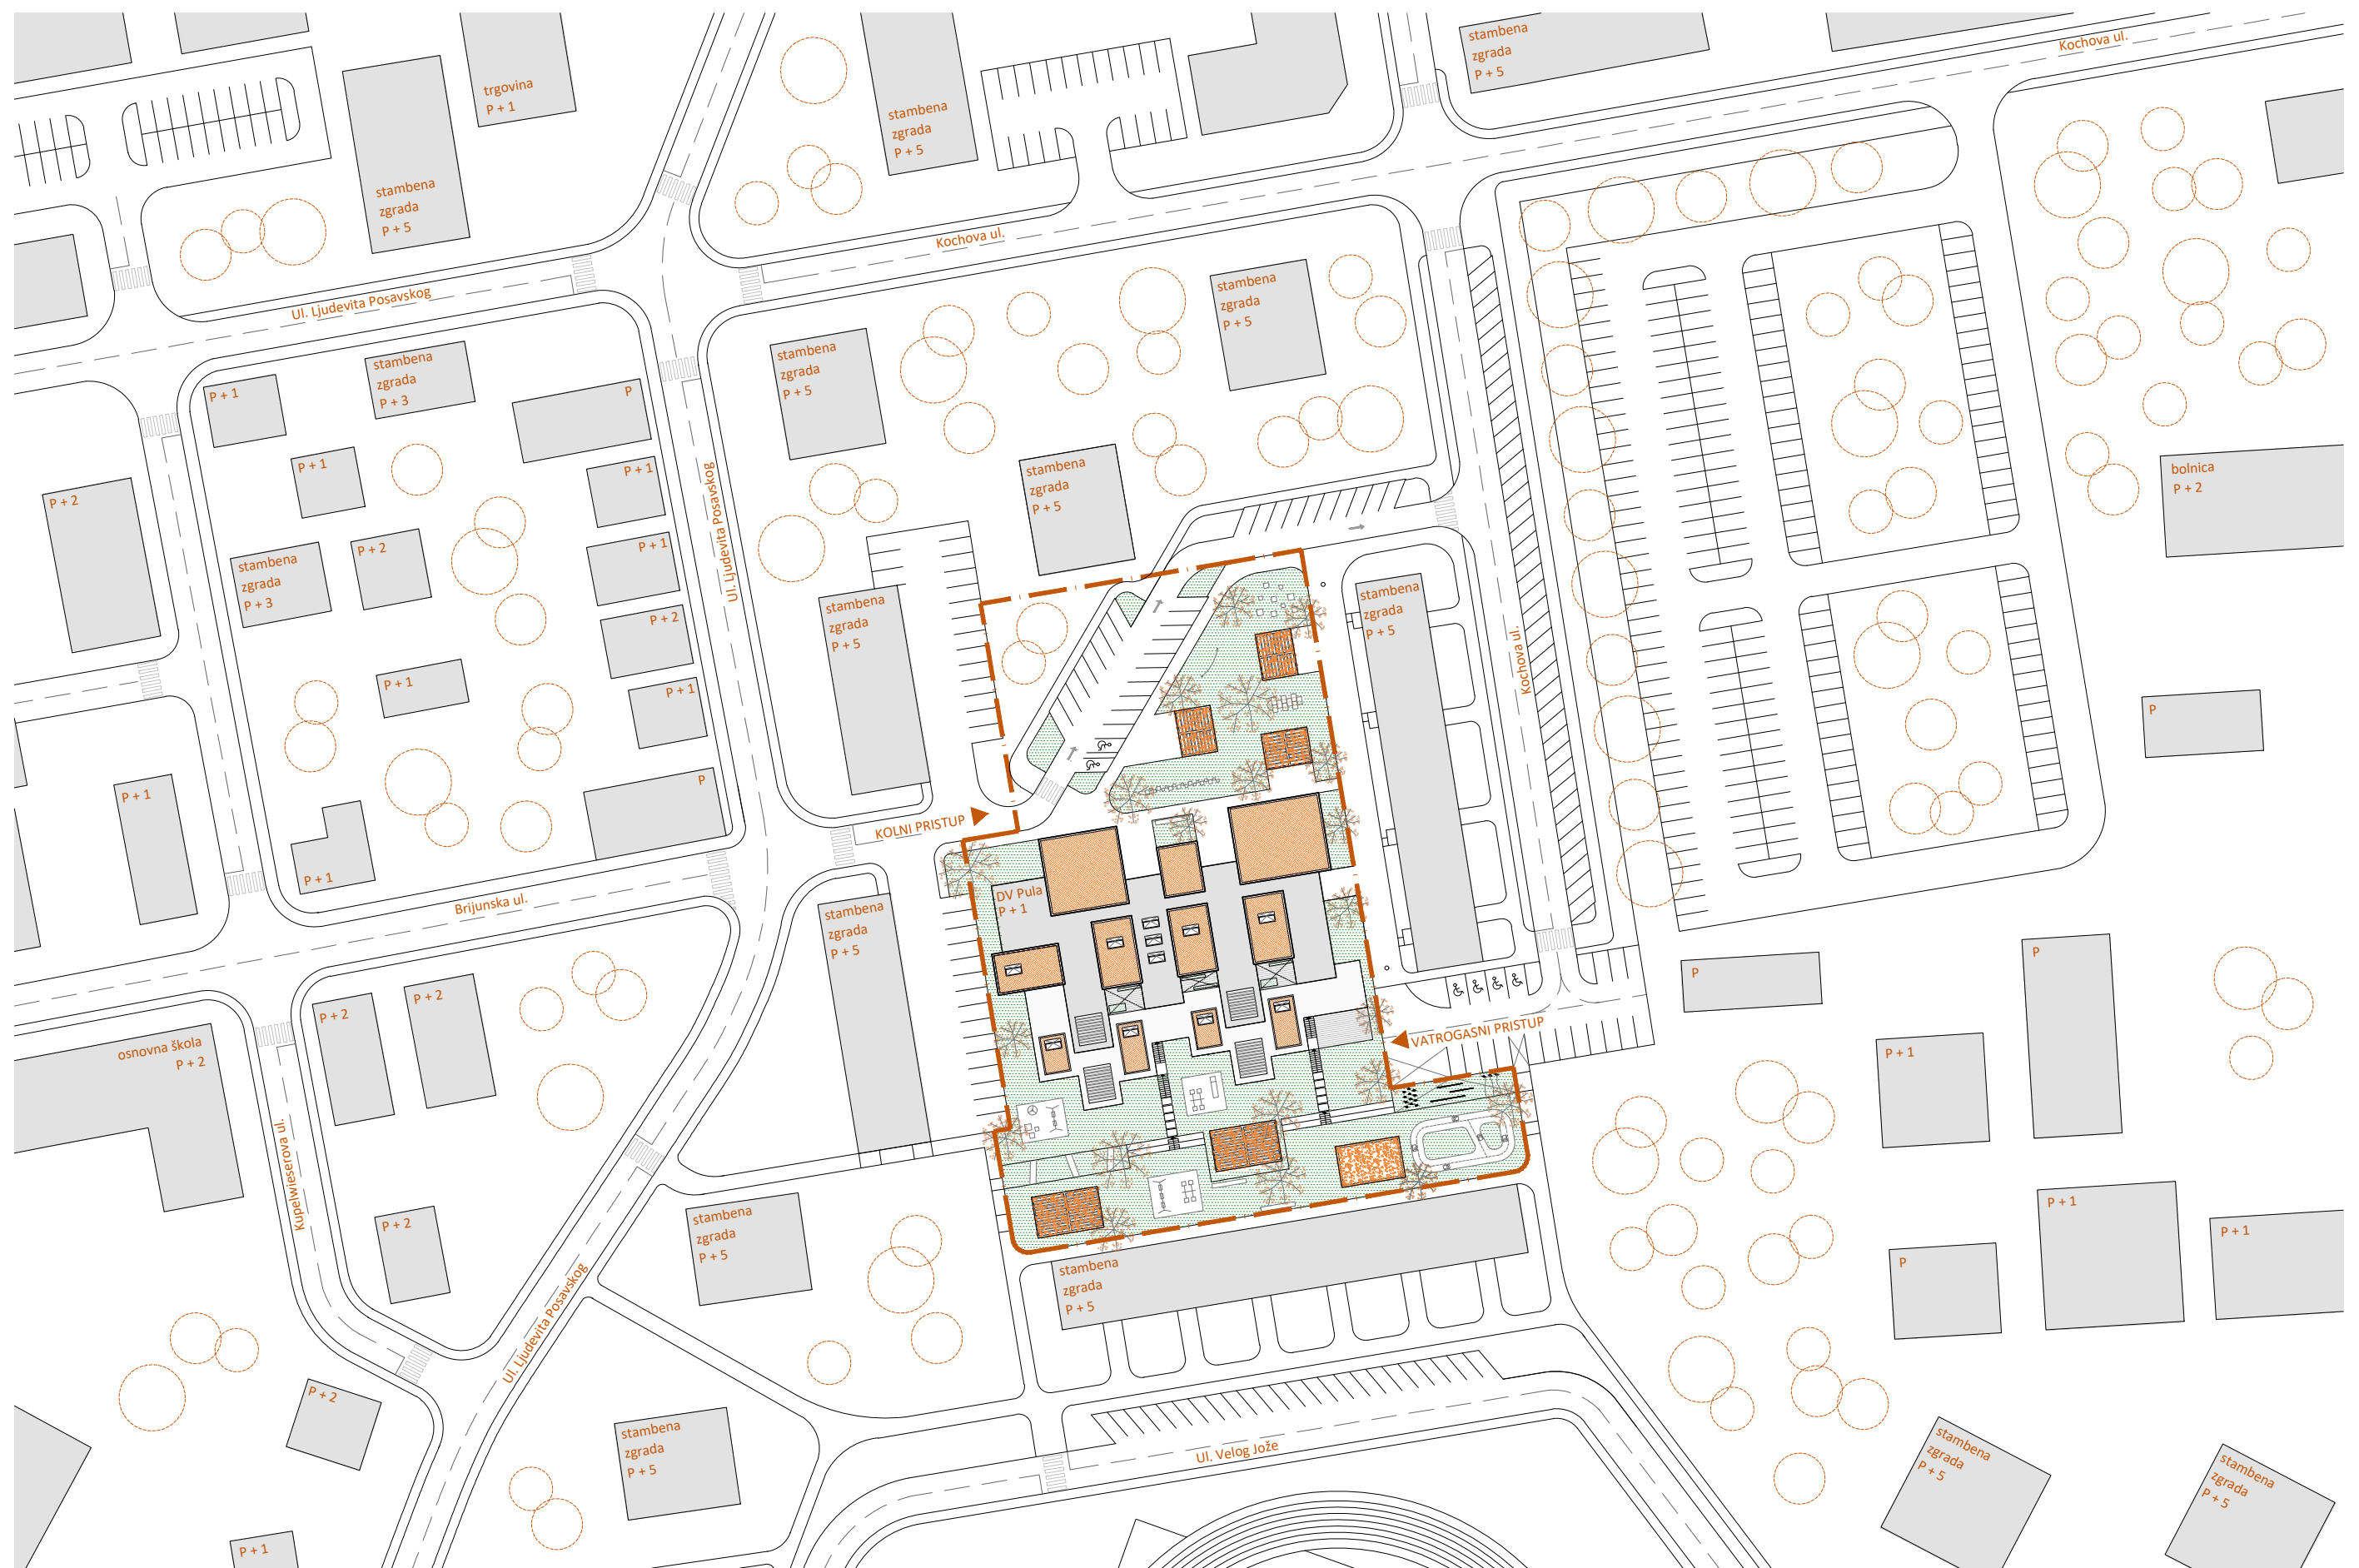 stambena
zgrada
P + 5
Kochova ul.
trgovina
P + 1
stambena
zgrada
P + 5
stambena
zgrada
P + 5
Kochova ul.
Ul. Ljudevita Posavskog
stambena
zgrada
P + 5
stambena
zgrada
P + 5
stambena
zgrada
P + 3
P + 1
P
P + 1
P + 1
stambena
zgrada
P + 5
bolnica
P + 2
P + 2
Ul. Ljudevita Posavskog
P + 1
P + 2
stambena
zgrada
P + 3
stambena
zgrada
P + 5
stambena
zgrada
P + 5
P + 2
Kochova ul.
P + 1
P + 1
P
P + 1
P
KOLNI PRISTUP
P + 1
DV Pula
P + 1
Brijunska ul.
stambena
zgrada
P + 5
P
P
P + 2
P + 2
VATROGASNI PRISTUP
osnovna škola
P + 2
P + 1
Kupelwieserova ul.
P + 2
stambena
zgrada
P + 5
P + 1
P + 1
P
stambena
zgrada
P + 5
Ul. Ljudevita Posavskog
P + 2
stambena
zgrada
P + 5
Ul. Velog Jože
stambena
zgrada
P + 5
stambena
zgrada
P + 5
P + 1